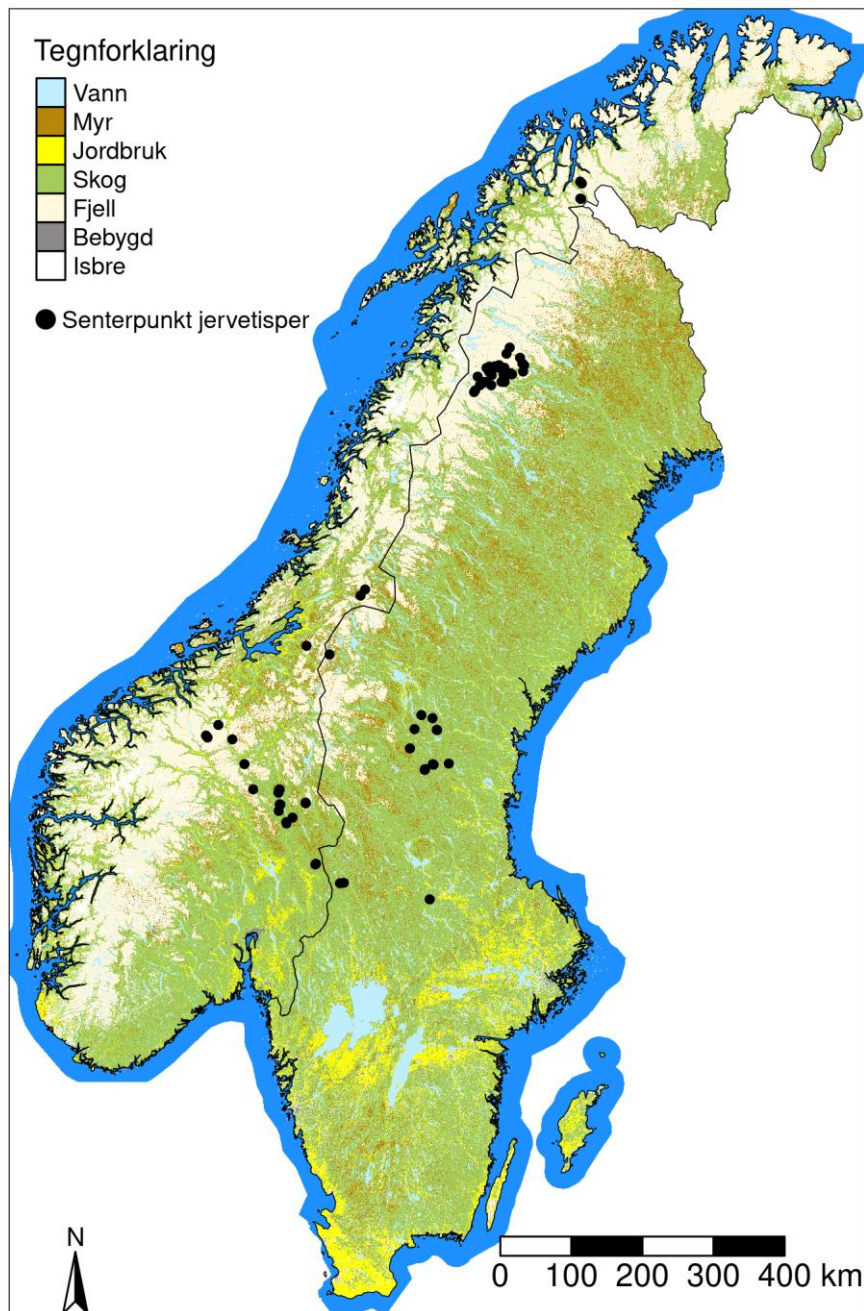 Tegnforklaring
Vann
Myr
Jordbruk
Skog
Fjell
Bebygd
Isbre
Senterpunkt jervetisper
N
0 100 200 300 400 km